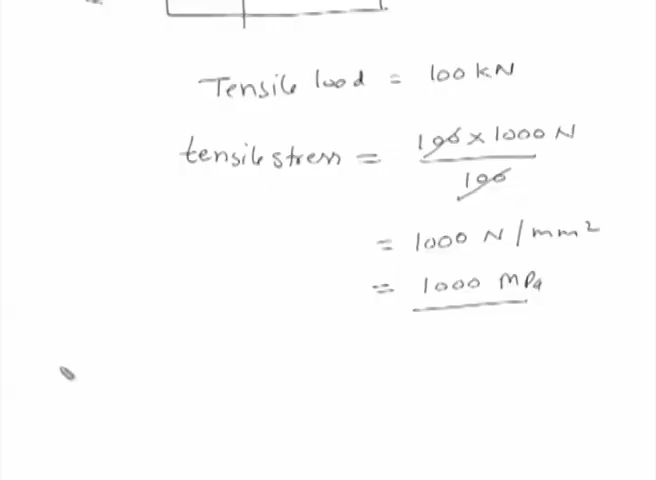 Tensile load = 100 kN
tensile stress = 100 × 1000 N
100
= 1000 N/mm²
= 1000 MPa